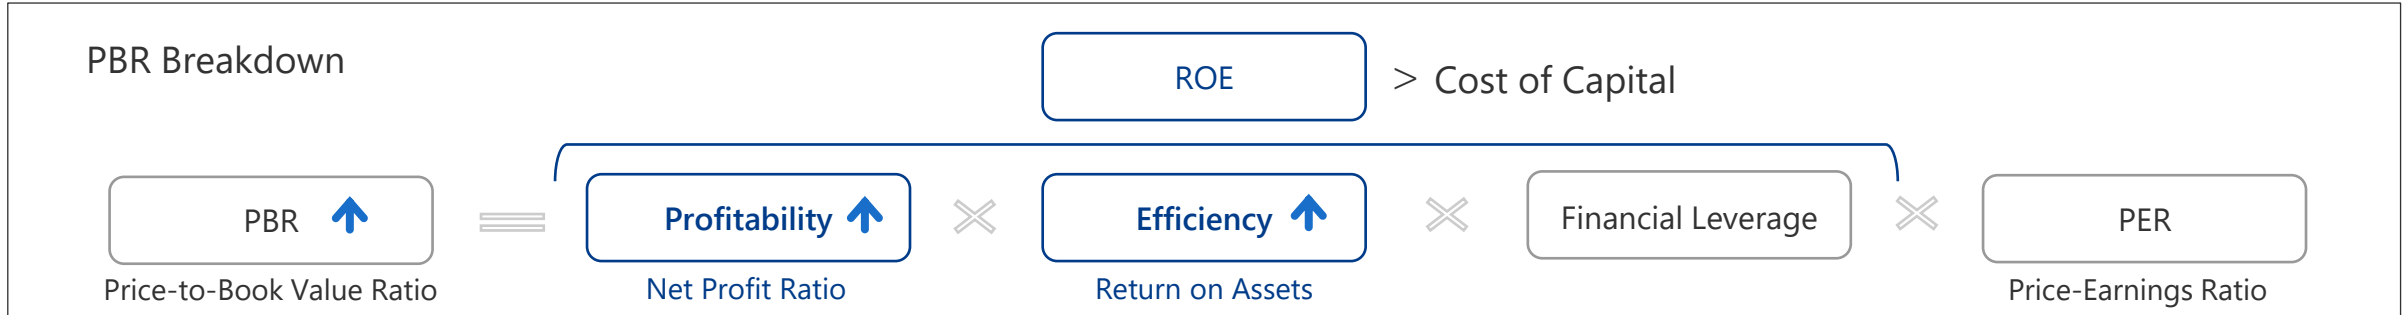 PBR Breakdown
ROE
> Cost of Capital
PBR
Profitability
Efficiency
Financial Leverage
PER
Price-to-Book Value Ratio
Net Profit Ratio
Return on Assets
Price-Earnings Ratio